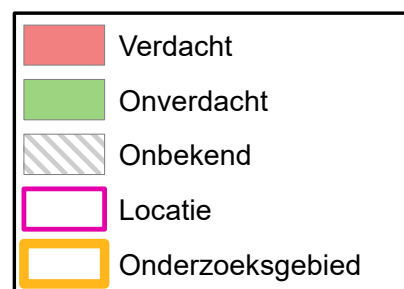 Verdacht
Onverdacht
Onbekend
Locatie
Onderzoeksgebied